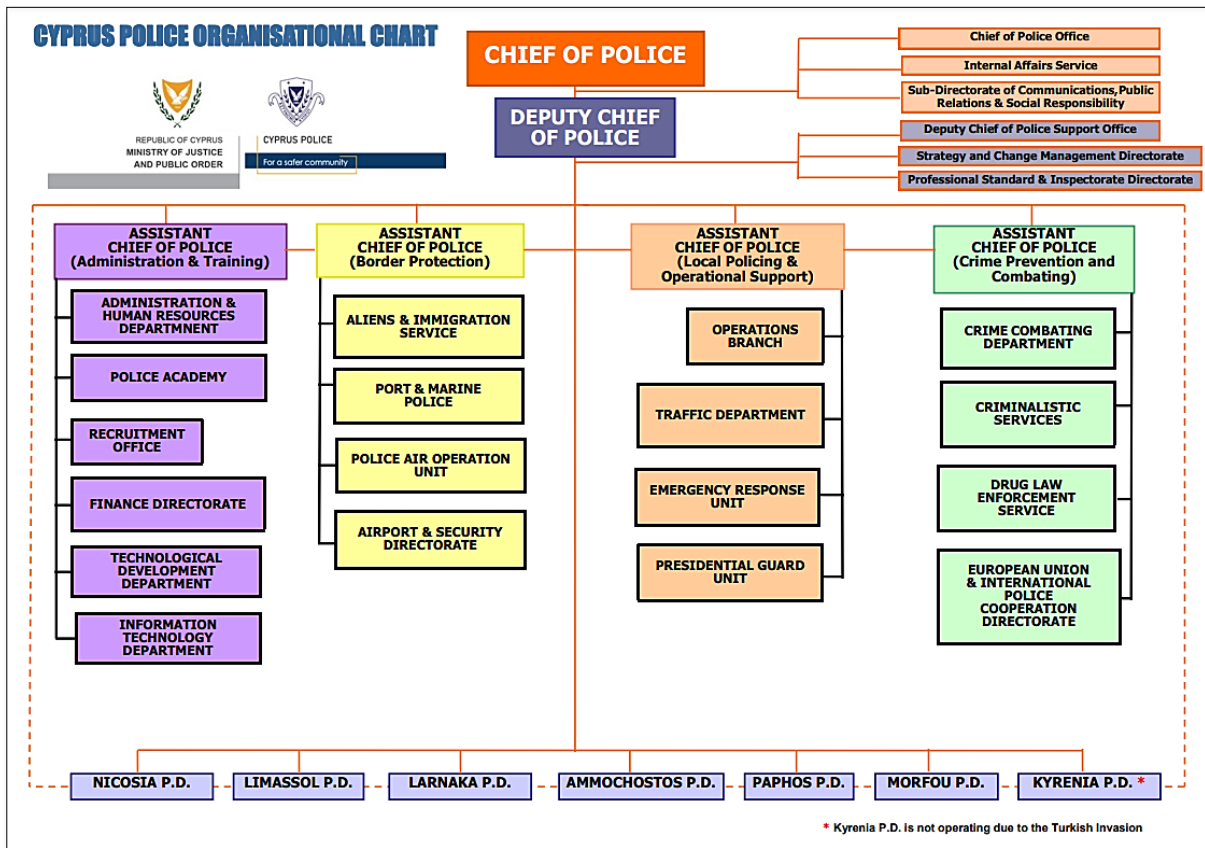 CYPRUS POLICE ORGANISATIONAL CHART
CHIEF OF POLICE
Chief of Police Office
Internal Affairs Service
Sub-Directorate of Communications, Public
Relations & Social Responsibility
REPUBLIC OF CYPRUS
MINISTRY OF JUSTICE
AND PUBLIC ORDER
CYPRUS POLICE
For a safer community
DEPUTY CHIEF
OF POLICE
Deputy Chief of Police Support Office
Strategy and Change Management Directorate
Professional Standard & Inspectorate Directorate
ASSISTANT
CHIEF OF POLICE
(Administration & Training)
ADMINISTRATION &
HUMAN RESOURCES
DEPARTMNENT
POLICE ACADEMY
RECRUITMENT
OFFICE
FINANCE DIRECTORATE
TECHNOLOGICAL
DEVELOPMENT
DEPARTMENT
INFORMATION
TECHNOLOGY
DEPARTMENT
ASSISTANT
CHIEF OF POLICE
(Border Protection)
ALIENS & IMMIGRATION
SERVICE
PORT & MARINE
POLICE
POLICE AIR OPERATION
UNIT
AIRPORT & SECURITY
DIRECTORATE
ASSISTANT
CHIEF OF POLICE
(Local Policing &
Operational Support)
OPERATIONS
BRANCH
TRAFFIC DEPARTMENT
EMERGENCY RESPONSE
UNIT
PRESIDENTIAL GUARD
UNIT
ASSISTANT
CHIEF OF POLICE
(Crime Prevention and
Combating)
CRIME COMBATING
DEPARTMENT
CRIMINALISTIC
SERVICES
DRUG LAW
ENFORCEMENT
SERVICE
EUROPEAN UNION
& INTERNATIONAL
POLICE
COOPERATION
DIRECTORATE
NICOSIA P.D.
LIMASSOL P.D.
LARNAKA P.D.
AMMOCHOSTOS P.D.
PAPHOS P.D.
MORFOU P.D.
KYRENIA P.D. *
* Kyrenia P.D. is not operating due to the Turkish Invasion